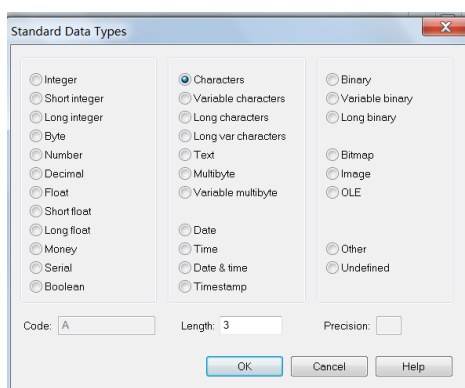 Standard Data Types
Integer
Short integer
Long integer
Byte
Number
Decimal
Float
Short float
Long float
Money
Serial
Boolean
Characters
Variable characters
Long characters
Long var characters
Text
Multibyte
Variable multibyte
Date
Time
Date & time
Timestamp
Binary
Variable binary
Long binary
Bitmap
Image
OLE
Other
Undefined
Code: A Length: 3 Precision:
OK Cancel Help